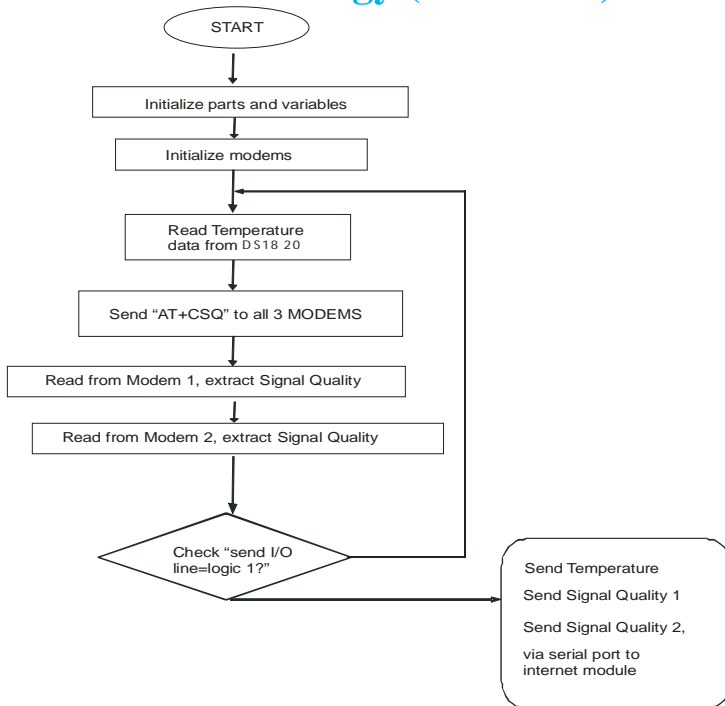 START
Initialize parts and variables
Initialize modems
Read Temperature
data from DS18 20
Send “AT+CSQ” to all 3 MODEMS
Read from Modem 1, extract Signal Quality
Read from Modem 2, extract Signal Quality
Check “send I/O
line=logic 1?”
Send Temperature
Send Signal Quality 1
Send Signal Quality 2,
via serial port to
internet module